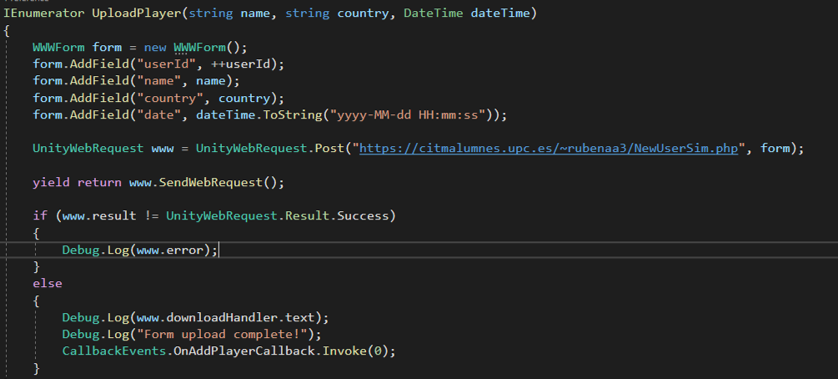 IEnumerator UploadPlayer(string name, string country, DateTime dateTime)
{
WWWForm form = new WWWForm();
form.AddField("userId", ++userId);
form.AddField("name", name);
form.AddField("country", country);
form.AddField("date", dateTime.ToString("yyyy-MM-dd HH:mm:ss"));
UnityWebRequest www = UnityWebRequest.Post("https://citmalumnes.upc.es/~rubenaa3/NewUserSim.php", form);
yield return www.SendWebRequest();
if (www.result != UnityWebRequest.Result.Success)
{
Debug.Log(www.error);
}
else
{
Debug.Log(www.downloadHandler.text);
Debug.Log("Form upload complete!");
CallbackEvents.OnAddPlayerCallback.Invoke(0);
}